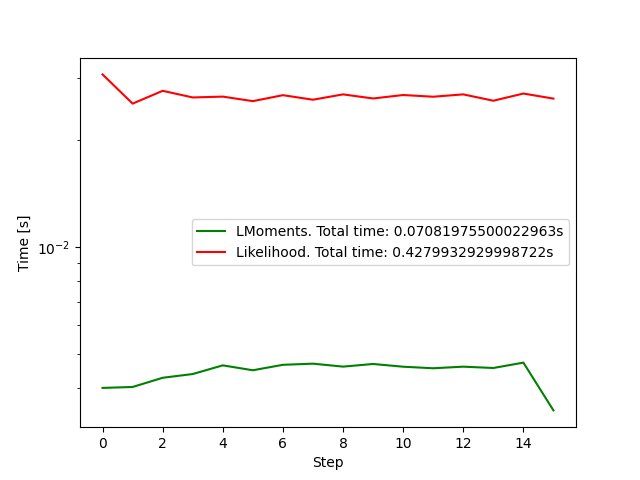 Time [s]
10⁻²
LMoments. Total time: 0.07081975500022963s
Likelihood. Total time: 0.4279932929998722s
0 2 4 6 8 10 12 14
Step